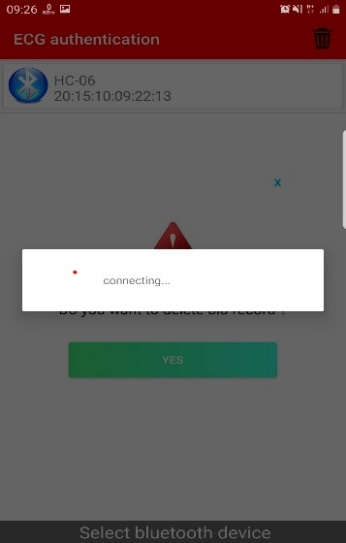 09:26
ECG authentication
HC-06
20:15:10:09:22:13
X
!
connecting...
Do you want to delete old record ?
YES
Select bluetooth device